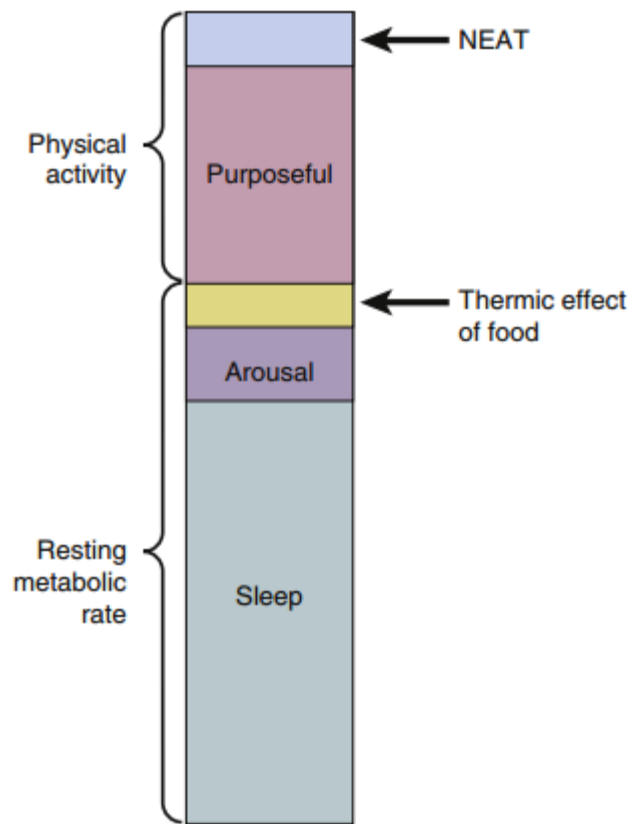 NEAT
Physical
activity
Purposeful
Thermic effect
of food
Arousal
Resting
metabolic
rate
Sleep